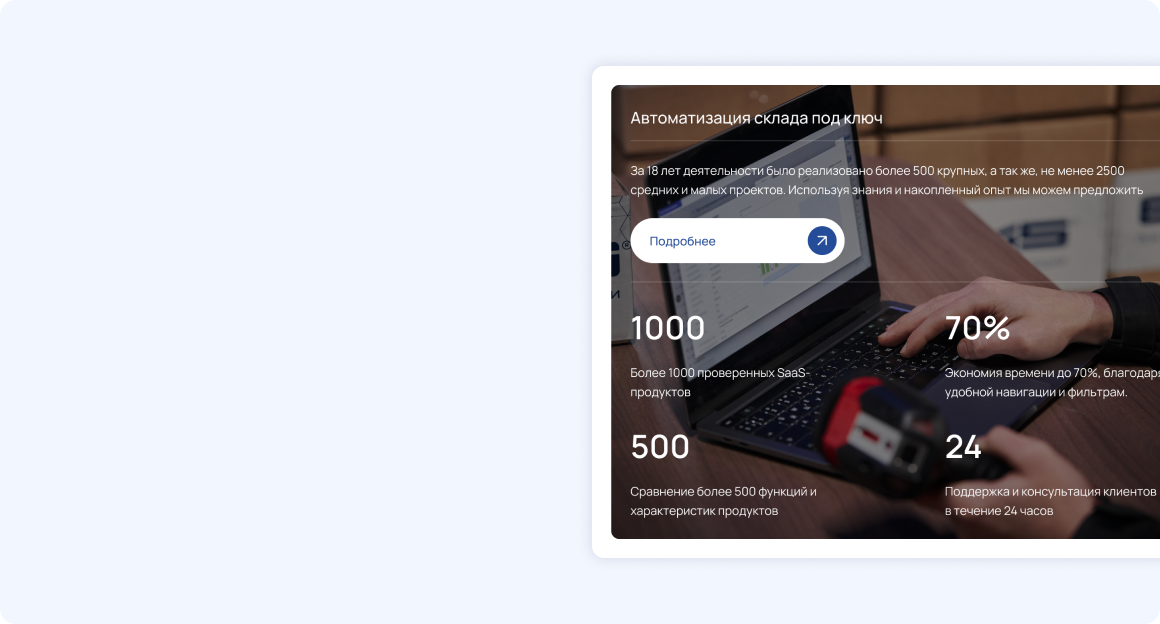 Автоматизация склада под ключ
За 18 лет деятельности было реализовано более 500 крупных, а так же, не менее 2500
средних и малых проектов. Используя знания и накопленный опыт мы можем предложить
Подробнее
1000
Более 1000 проверенных SaaS-
продуктов
70%
Экономия времени до 70%, благодаря
удобной навигации и фильтрам.
500
Сравнение более 500 функций и
характеристик продуктов
24
Поддержка и консультация клиентов
в течение 24 часов